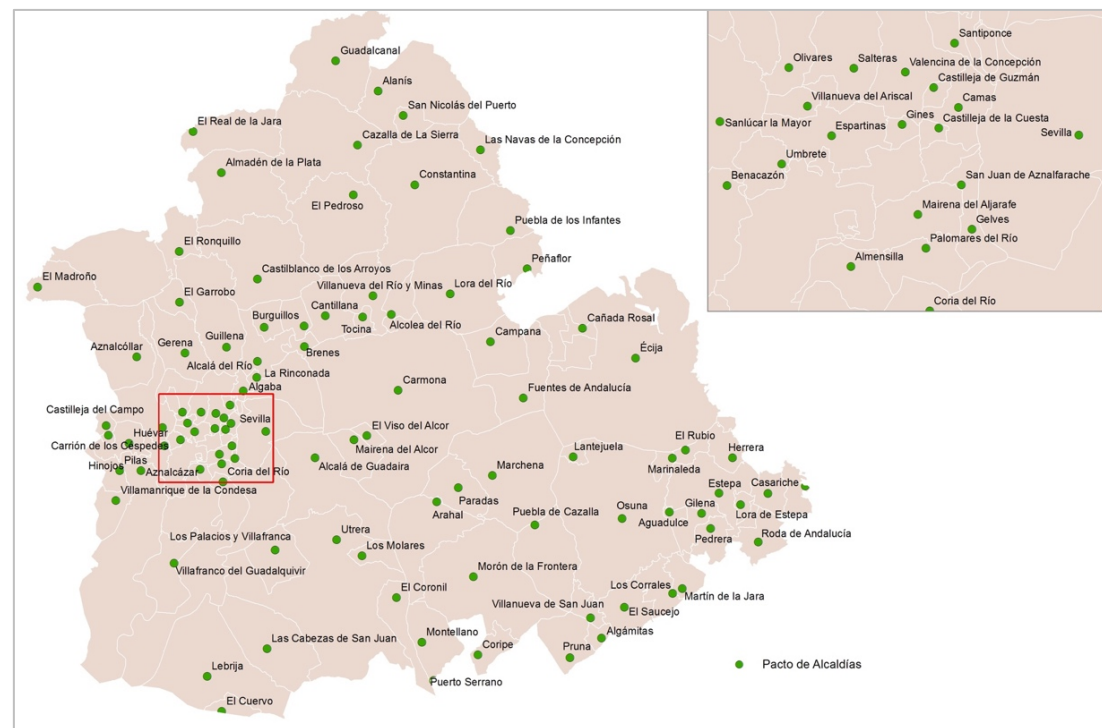 Guadalcanal
Alanís
San Nicolás del Puerto
El Real de la Jara
Cazalla de La Sierra
Las Navas de la Concepción
Almadén de la Plata
Constantina
El Pedroso
Puebla de los Infantes
El Ronquillo
Peñaflor
El Madroño
Castilblanco de los Arroyos
Villanueva del Río y Minas
Lora del Río
El Garrobo
Cantillana
Burguillos
Tocina
Alcolea del Río
Cañada Rosal
Campana
Guillena
Gerena
Brenes
Aznalcóllar
Alcalá del Río
Écija
La Rinconada
Algaba
Carmona
Fuentes de Andalucía
Castilleja del Campo
Sevilla
Huévar
El Viso del Alcor
Carrión de los Céspedes
Mairena del Alcor
El Rubio
Lantejuela
Herrera
Pilas
Hinojos
Aznalcázar
Coria del Río
Alcalá de Guadaira
Marchena
Marinaleda
Villamanrique de la Condesa
Estepa
Casariche
Paradas
Arahal
Gilena
Osuna
Lora de Estepa
Puebla de Cazalla
Aguadulce
Pedrera
Roda de Andalucía
Utrera
Los Palacios y Villafranca
Los Molares
Villafranco del Guadalquivir
Morón de la Frontera
El Coronil
Los Corrales
Martín de la Jara
Villanueva de San Juan
El Saucejo
Las Cabezas de San Juan
Montellano
Algámitas
Coripe
Pruna
Lebrija
Puerto Serrano
El Cuervo
Santiponce
Olivares
Salteras
Valencina de la Concepción
Castilleja de Guzmán
Villanueva del Ariscal
Camas
Sanlúcar la Mayor
Espartinas
Gines
Castilleja de la Cuesta
Sevilla
Umbrete
Benacazón
San Juan de Aznalfarache
Mairena del Aljarafe
Gelves
Palomares del Río
Almensilla
Coria del Río
Pacto de Alcaldías